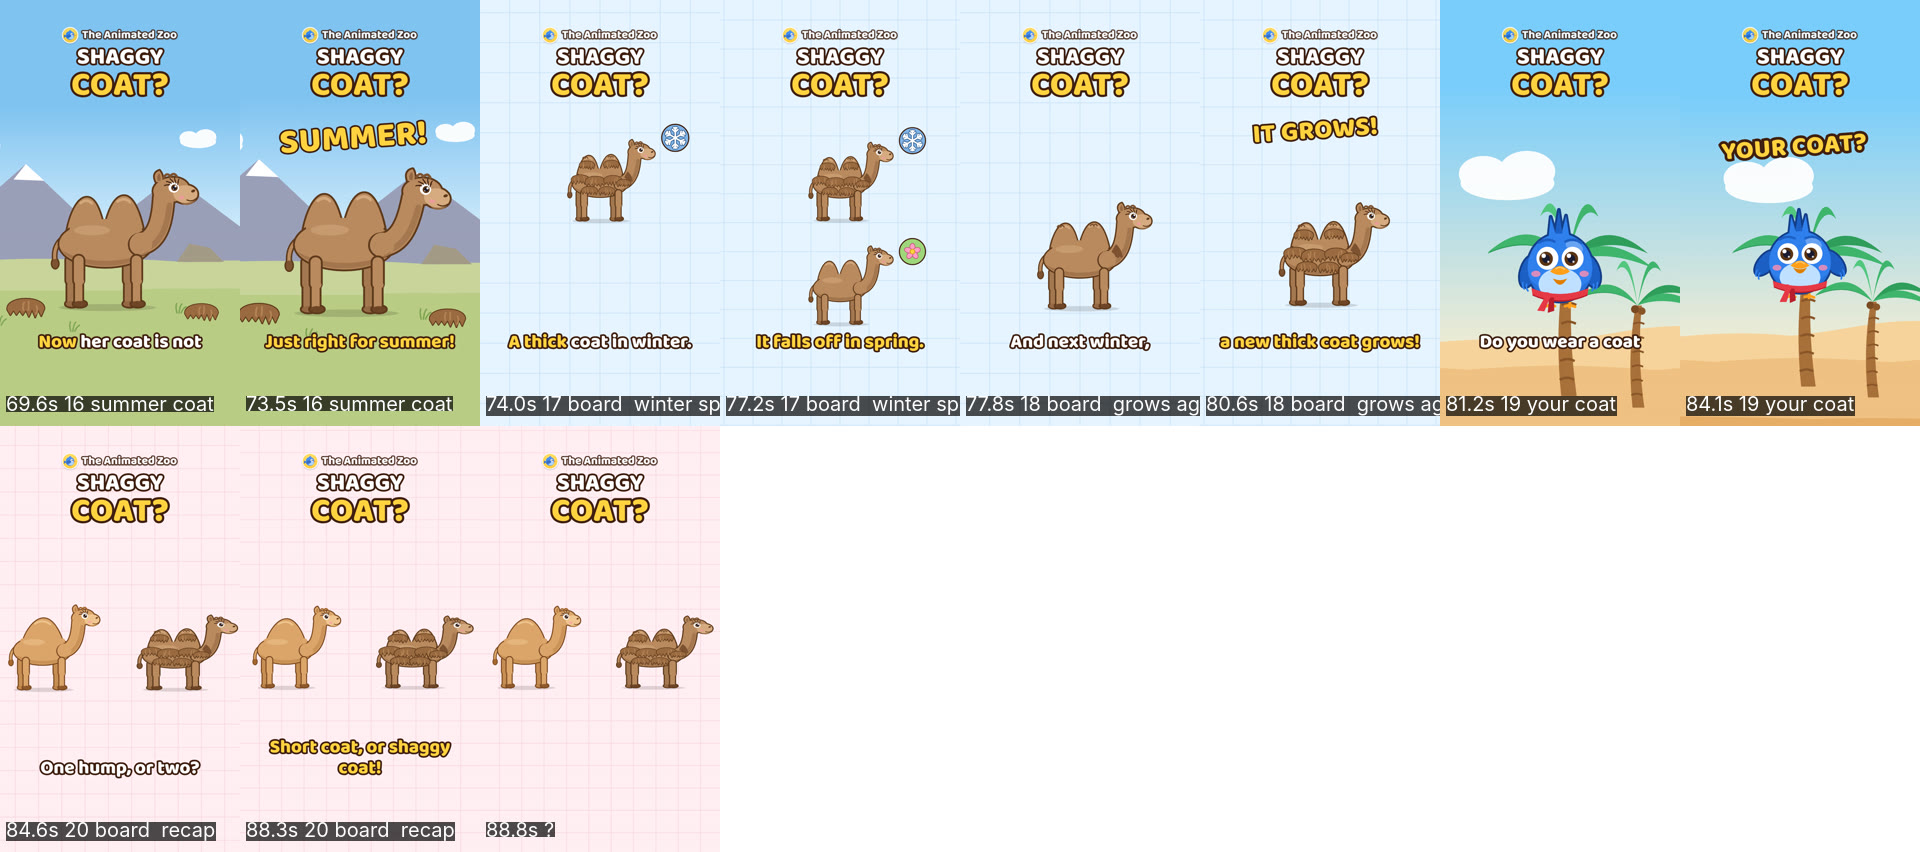 The Animated Zoo
SHAGGY
COAT?
Now her coat is not
69.6s 16 summer coat
The Animated Zoo
SHAGGY
COAT?
SUMMER!
Just right for summer!
73.5s 16 summer coat
The Animated Zoo
SHAGGY
COAT?
A thick coat in winter.
74.0s 17 board winter sp
The Animated Zoo
SHAGGY
COAT?
It falls off in spring.
77.2s 17 board winter sp
The Animated Zoo
SHAGGY
COAT?
And next winter,
77.8s 18 board grows ag
The Animated Zoo
SHAGGY
COAT?
IT GROWS!
a new thick coat grows!
80.6s 18 board grows ag
The Animated Zoo
SHAGGY
COAT?
Do you wear a coat
81.2s 19 your coat
The Animated Zoo
SHAGGY
COAT?
YOUR COAT?
84.1s 19 your coat
The Animated Zoo
SHAGGY
COAT?
One hump, or two?
84.6s 20 board recap
The Animated Zoo
SHAGGY
COAT?
Short coat, or shaggy
coat!
88.3s 20 board recap
The Animated Zoo
SHAGGY
COAT?
88.8s ?